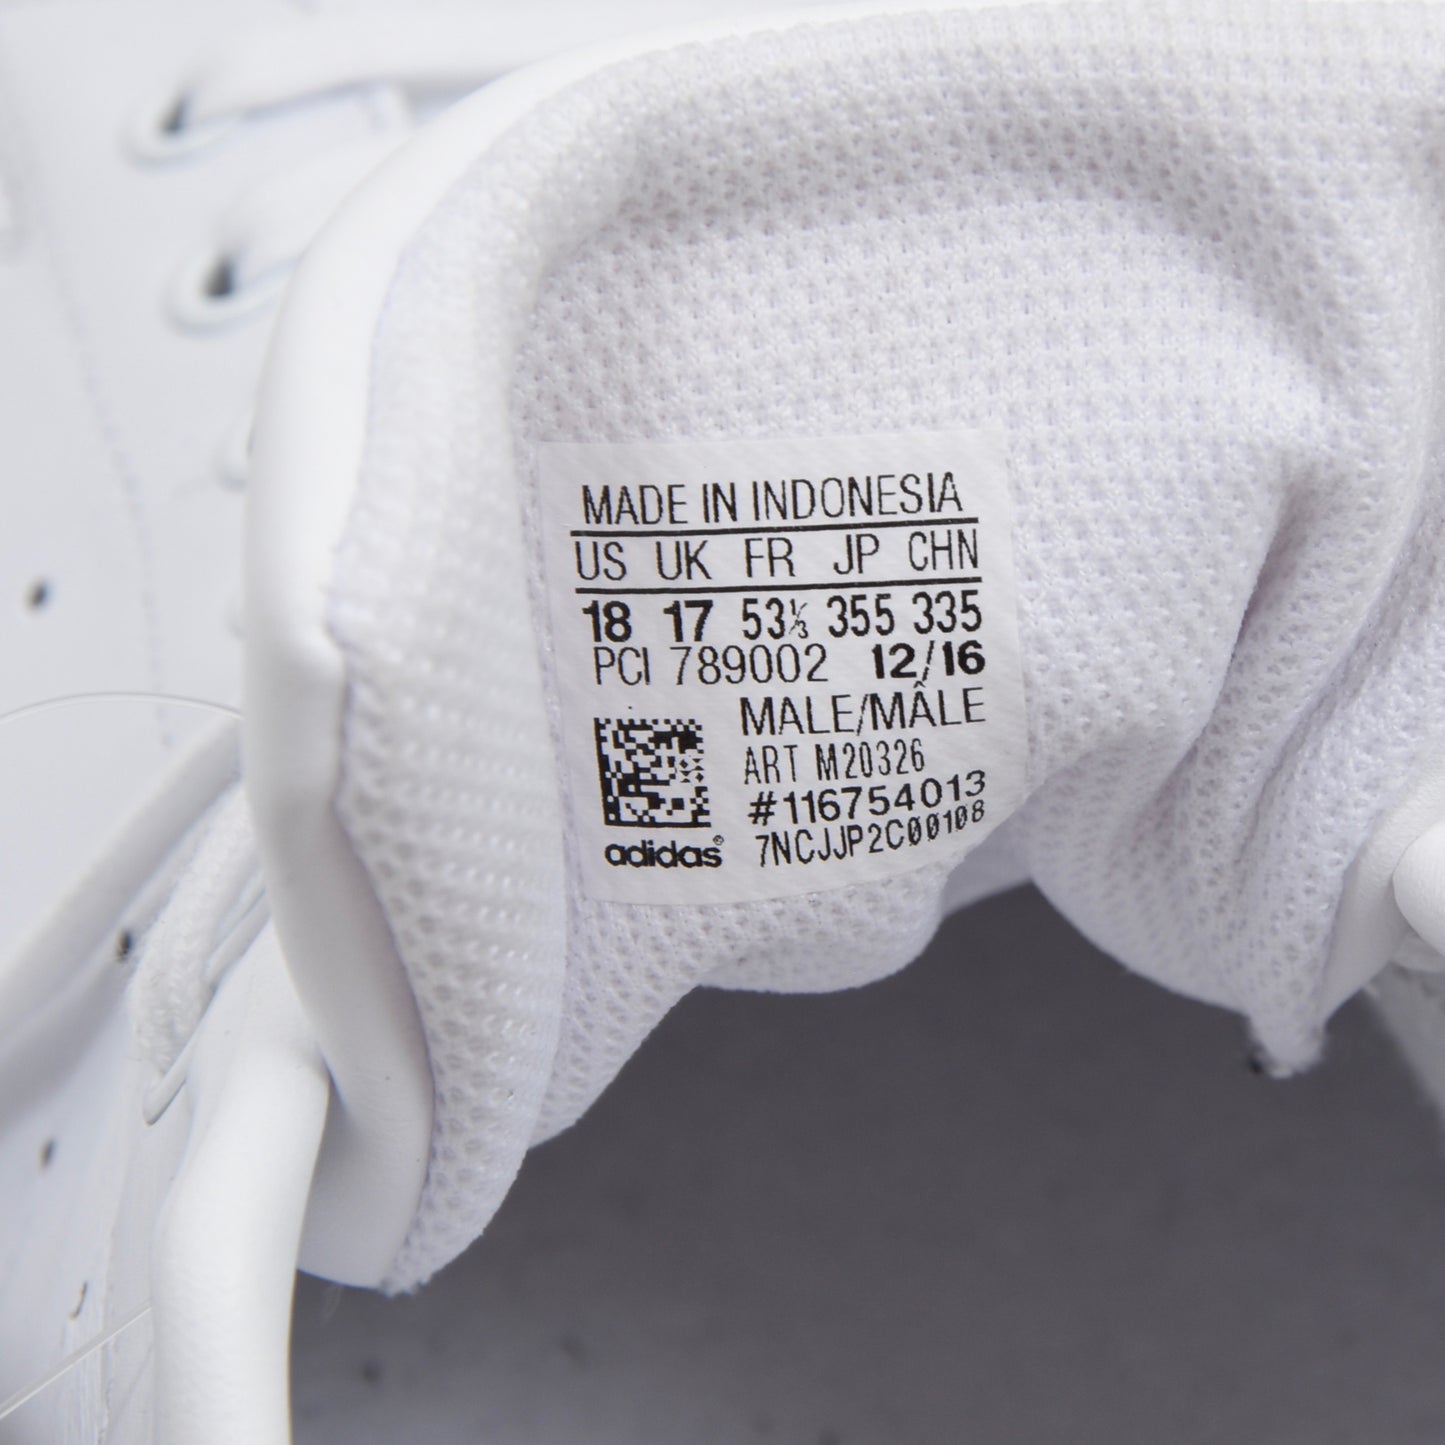 MADE IN INDONESIA
US UK FR JP CHN
18 17 53⅓ 355 335
PCI 789002 12/16
MALE/MÂLE
ART M20326
#116754013
7NCJJP2C00108
adidas®